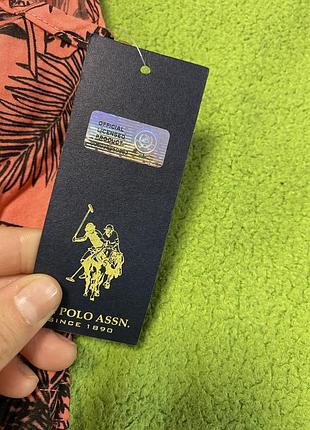 OFFICIAL
LICENSED
PRODUCT
POLO ASSN.
SINCE 1890